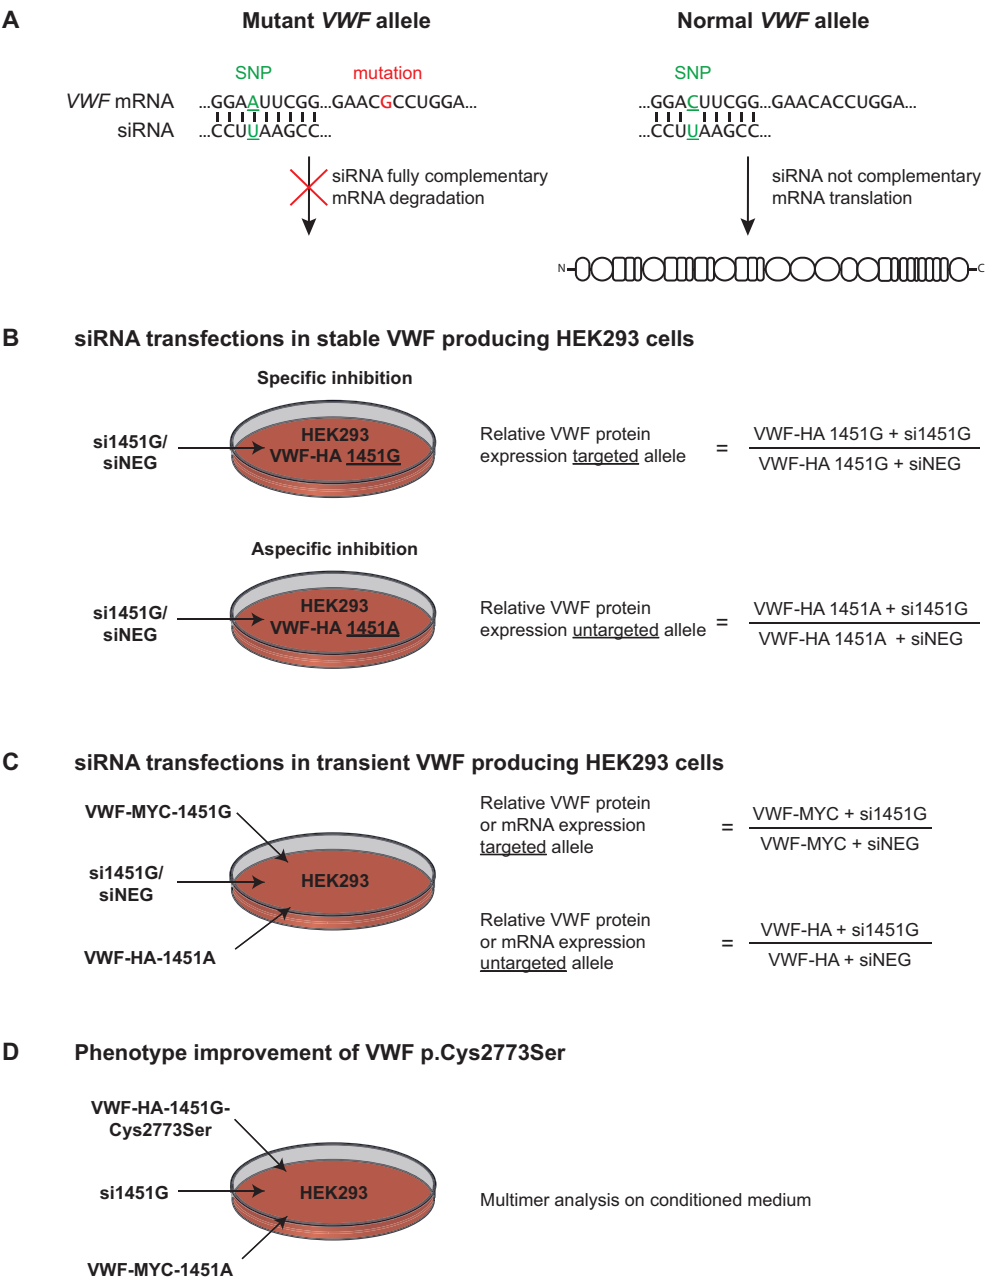 A
Mutant VWF allele
Normal VWF allele
SNP
mutation
VWF mRNA
...GGAAUUCGG...GAACGCCUGGA...
siRNA
...CCUUAAGCC...
siRNA fully complementary
mRNA degradation
SNP
...GGACUUCGG...GAACACCUGGA...
...CCUUAAGCC...
siRNA not complementary
mRNA translation
N
C
B
siRNA transfections in stable VWF producing HEK293 cells
Specific inhibition
si1451G/
siNEG
HEK293
VWF-HA 1451G
Relative VWF protein
expression targeted allele
=
VWF-HA 1451G + si1451G
VWF-HA 1451G + siNEG
Aspecific inhibition
si1451G/
siNEG
HEK293
VWF-HA 1451A
Relative VWF protein
expression untargeted allele
=
VWF-HA 1451A + si1451G
VWF-HA 1451A + siNEG
C
siRNA transfections in transient VWF producing HEK293 cells
VWF-MYC-1451G
si1451G/
siNEG
VWF-HA-1451A
HEK293
Relative VWF protein
or mRNA expression
targeted allele
=
VWF-MYC + si1451G
VWF-MYC + siNEG
Relative VWF protein
or mRNA expression
untargeted allele
=
VWF-HA + si1451G
VWF-HA + siNEG
D
Phenotype improvement of VWF p.Cys2773Ser
VWF-HA-1451G-
Cys2773Ser
si1451G
VWF-MYC-1451A
HEK293
Multimer analysis on conditioned medium